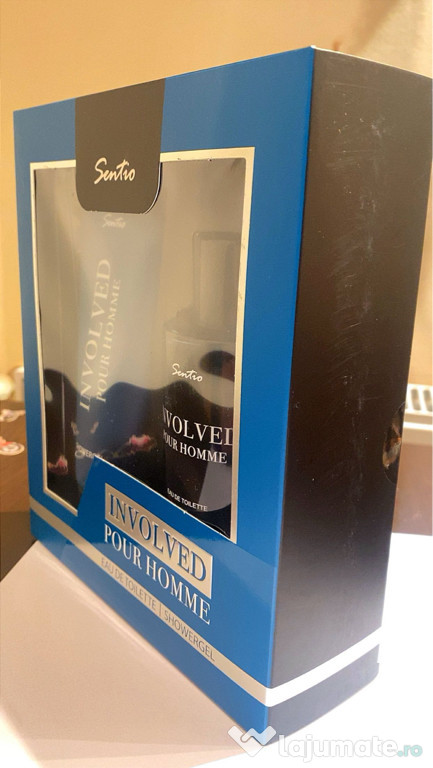 Sentio
Sentio
INVOLVED
POUR HOMME
Sentio
INVOLVED
POUR HOMME
EAU DE TOILETTE
INVOLVED
POUR HOMME
EAU DE TOILETTE | SHOWERGEL
lajumate.ro